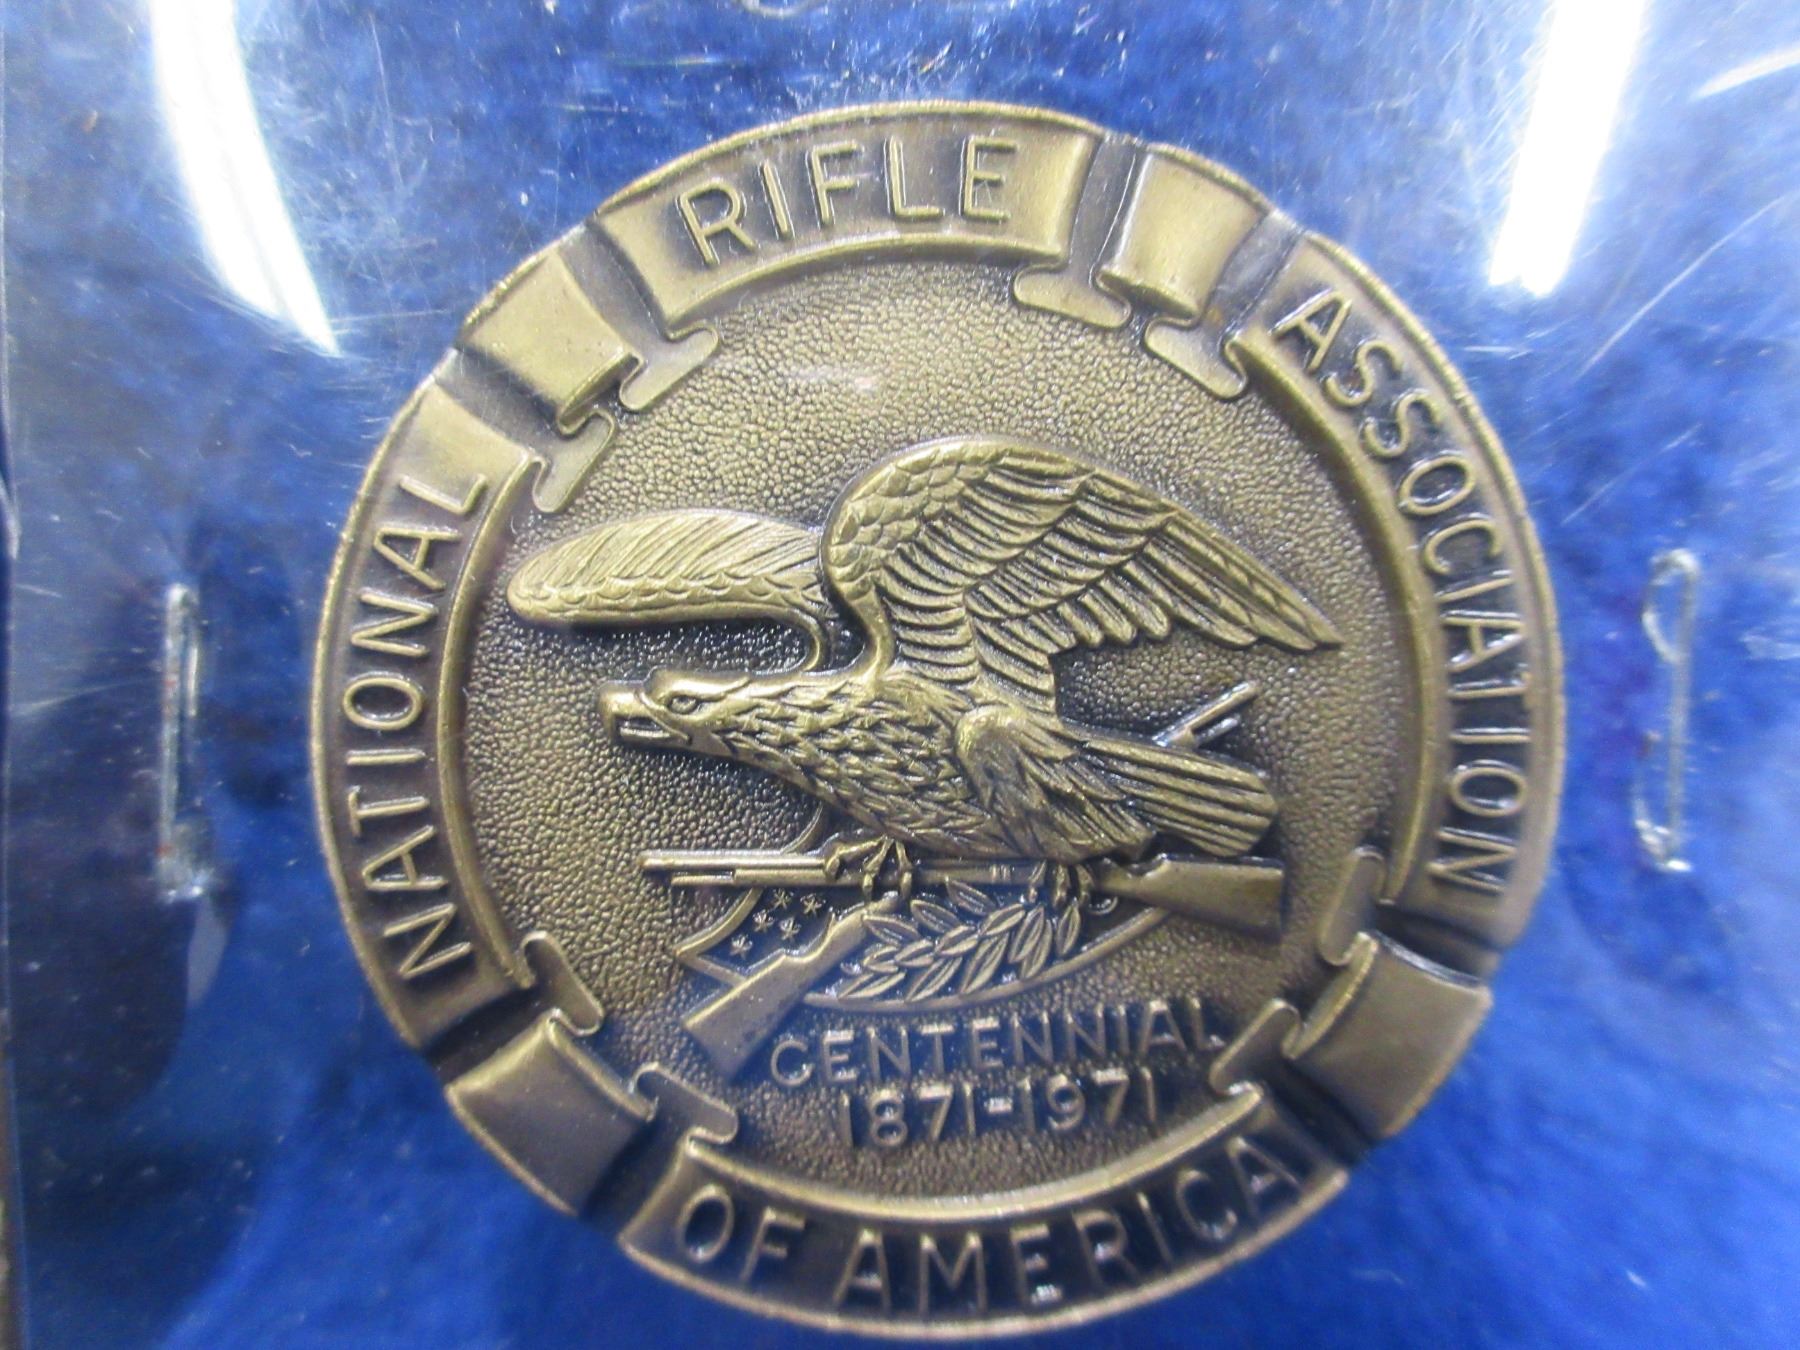 NATIONAL RIFLE ASSOCIATION
OF AMERICA
CENTENNIAL
1871-1971